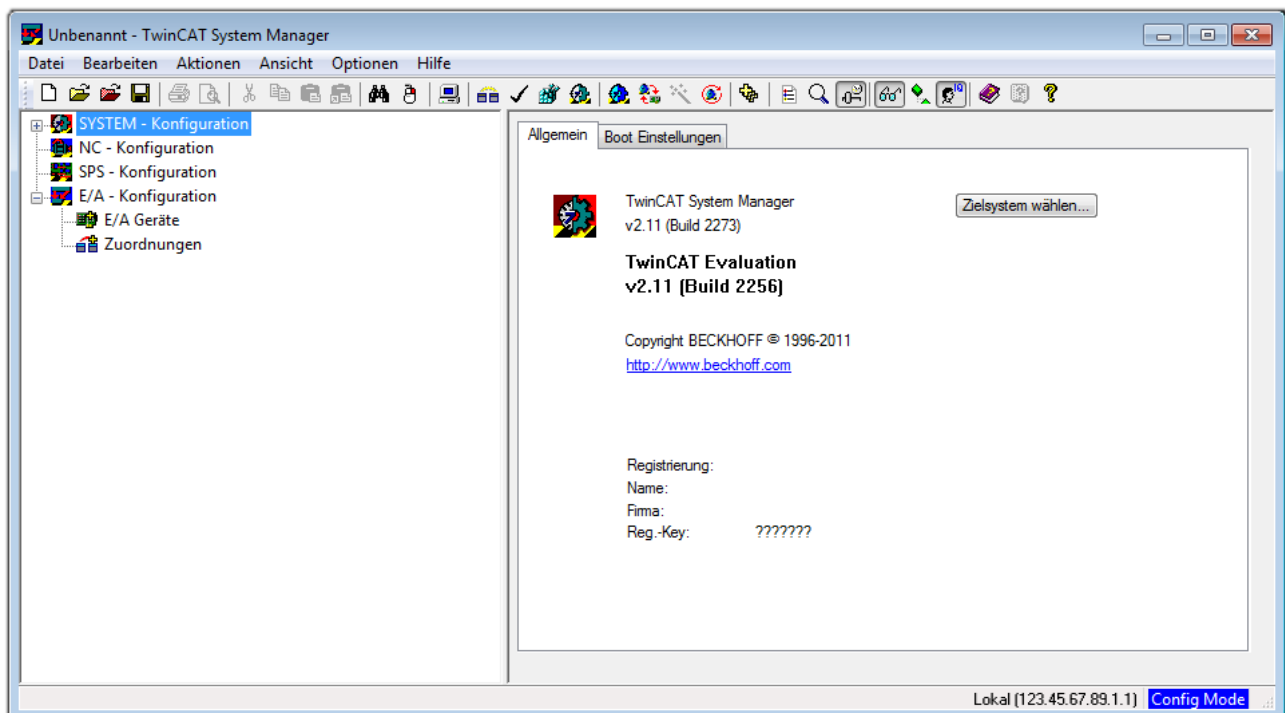 Unbenannt - TwinCAT System Manager
Datei Bearbeiten Aktionen Ansicht Optionen Hilfe
SYSTEM - Konfiguration
NC - Konfiguration
SPS - Konfiguration
E/A - Konfiguration
E/A Geräte
Zuordnungen
Allgemein Boot Einstellungen
TwinCAT System Manager
v2.11 (Build 2273)
Zielsystem wählen...
TwinCAT Evaluation
v2.11 (Build 2256)
Copyright BECKHOFF © 1996-2011
http://www.beckhoff.com
Registrierung:
Name:
Firma:
Reg.-Key: ???????
Lokal (123.45.67.89.1.1) Config Mode